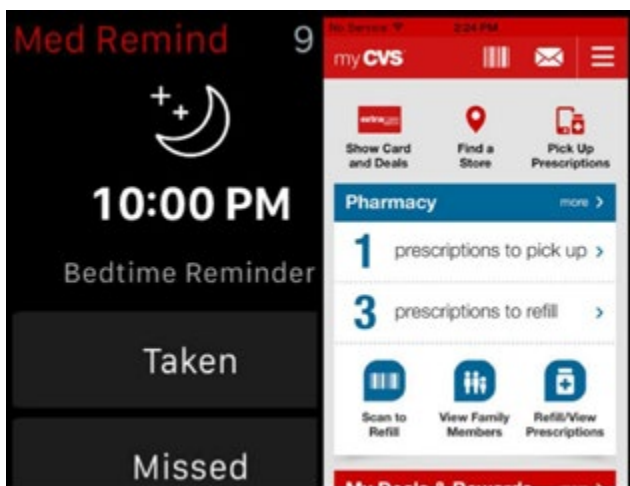 Med Remind 9
10:00 PM
Bedtime Reminder
Taken
Missed
No Service 2:24 PM
my CVS
extracare
Show Card and Deals
Find a Store
Pick Up Prescriptions
Pharmacy more >
1 prescriptions to pick up >
3 prescriptions to refill >
Scan to Refill
View Family Members
Refill/View Prescriptions
My Deals & Rewards